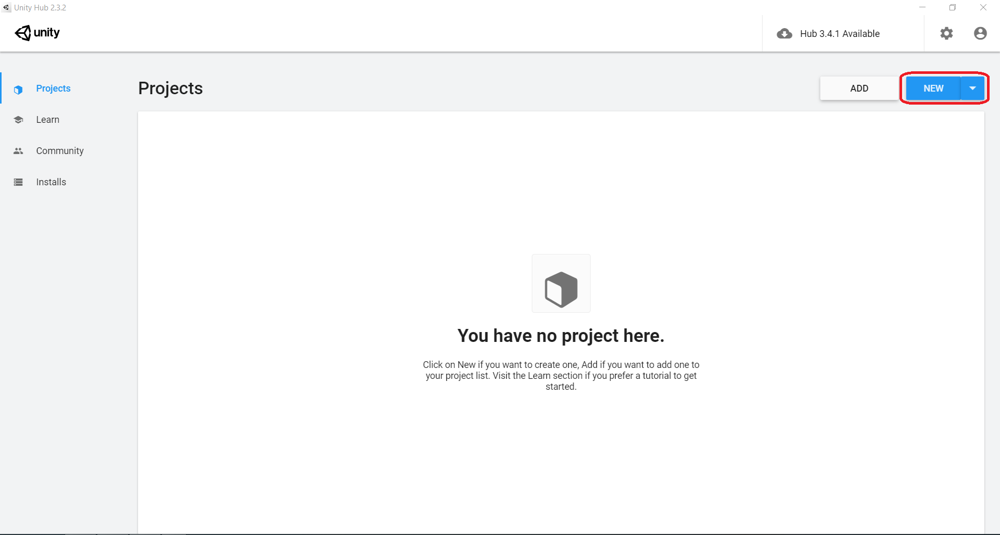 Unity Hub 2.3.2
unity
Hub 3.4.1 Available
Projects
Learn
Community
Installs
Projects
ADD
NEW
You have no project here.
Click on New if you want to create one, Add if you want to add one to
your project list. Visit the Learn section if you prefer a tutorial to get
started.